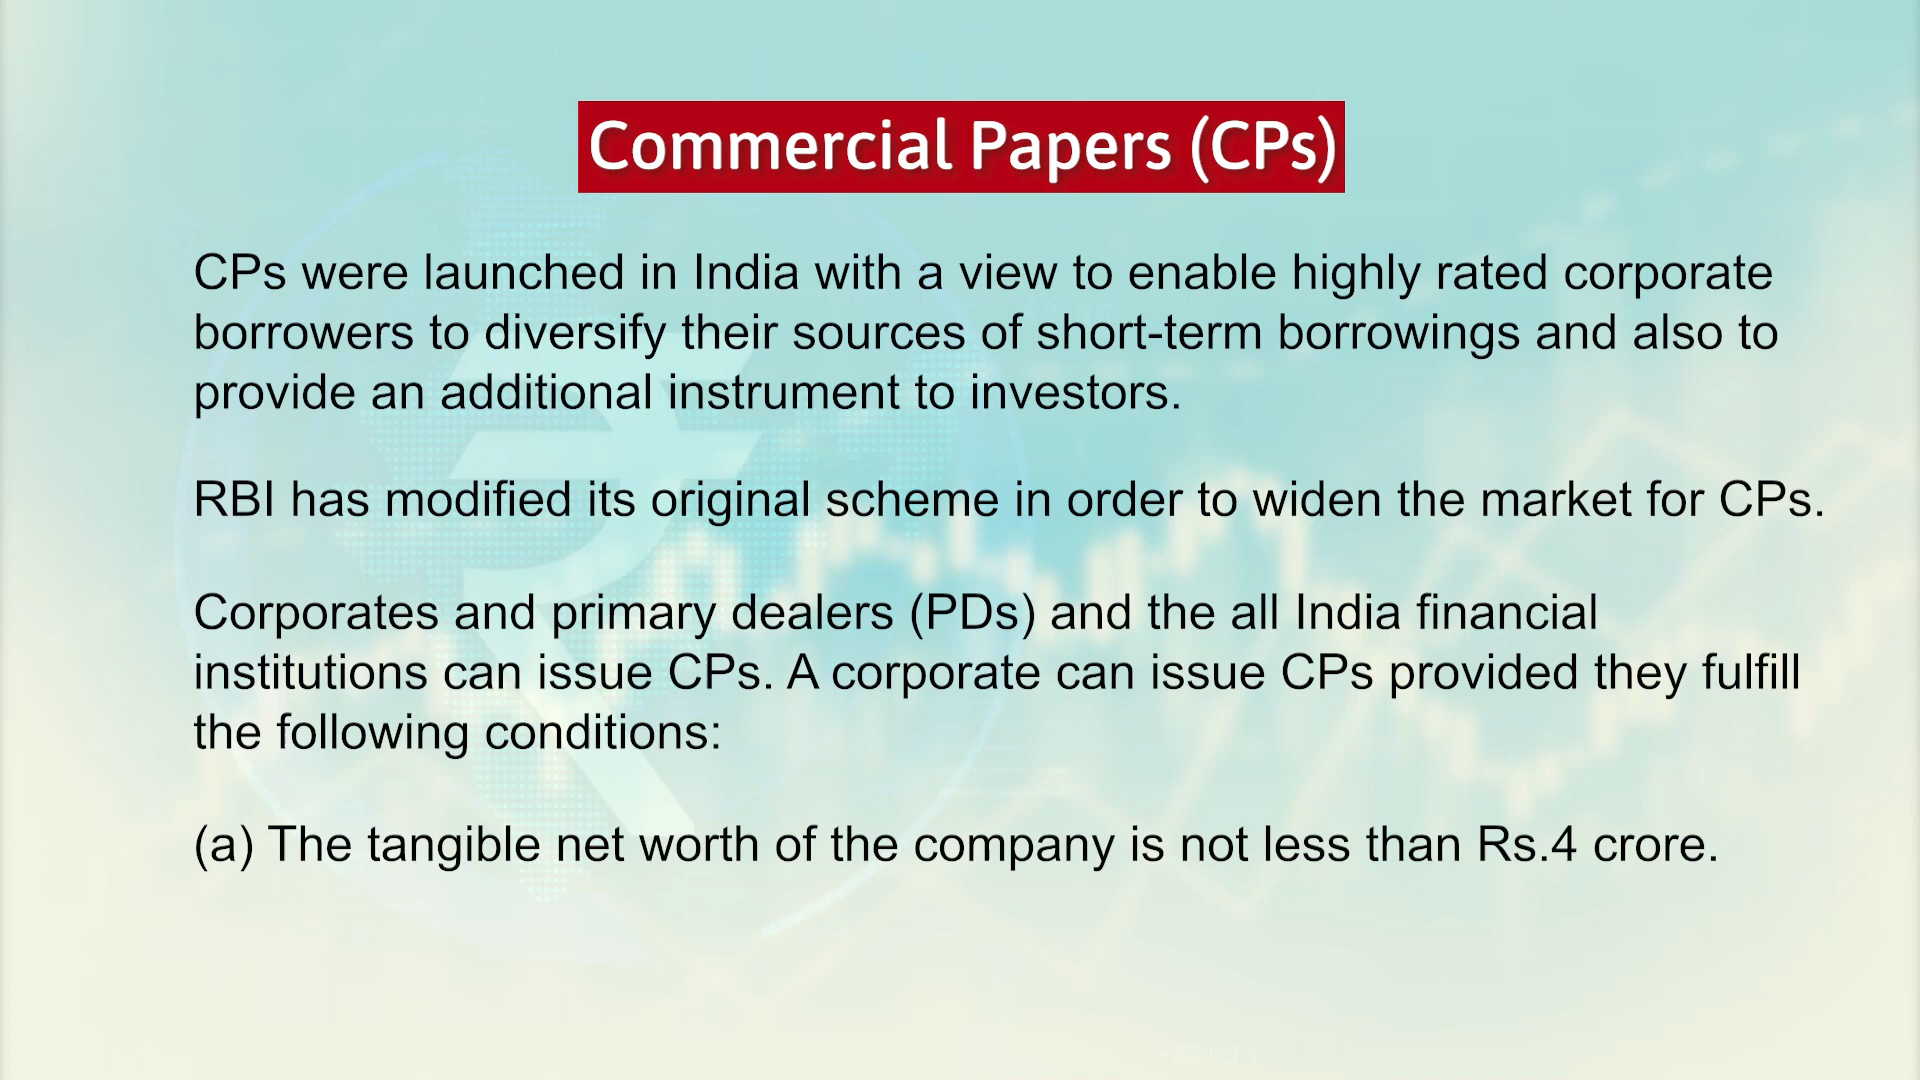 Commercial Papers (CPs)
CPs were launched in India with a view to enable highly rated corporate
borrowers to diversify their sources of short-term borrowings and also to
provide an additional instrument to investors.
RBI has modified its original scheme in order to widen the market for CPs.
Corporates and primary dealers (PDs) and the all India financial
institutions can issue CPs. A corporate can issue CPs provided they fulfill
the following conditions:
(a) The tangible net worth of the company is not less than Rs.4 crore.